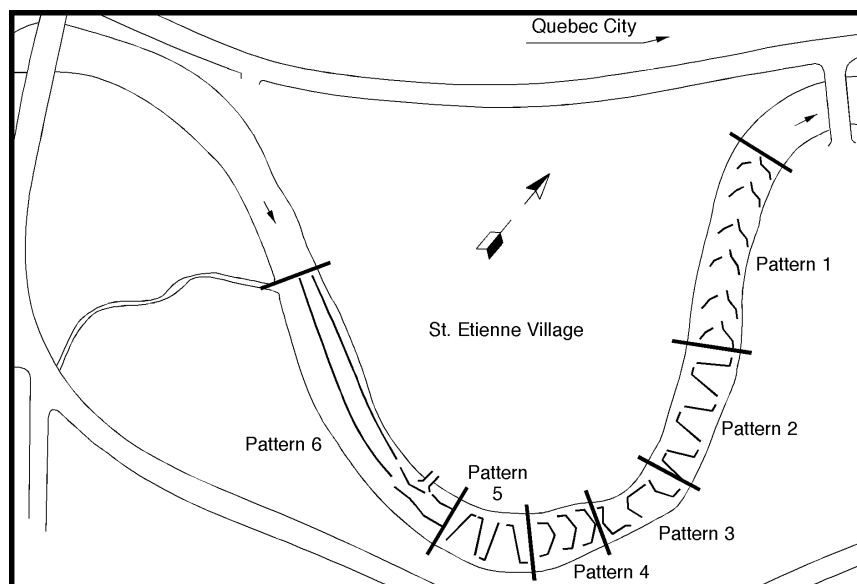 Quebec City
Pattern 1
St. Etienne Village
Pattern 2
Pattern 6
Pattern
5
Pattern 3
Pattern 4